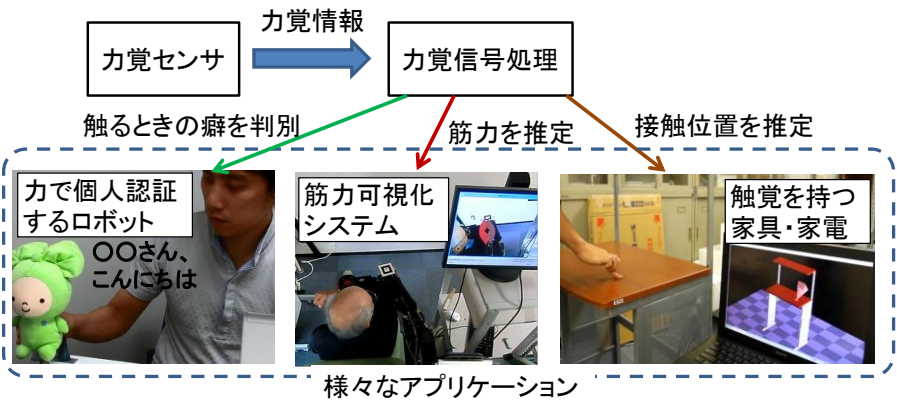 力覚情報
力覚センサ
力覚信号処理
触るときの癖を判別
筋力を推定
接触位置を推定
力で個人認証
するロボット
〇〇さん、
こんにちは
筋力可視化
システム
触覚を持つ
家具・家電
様々なアプリケーション